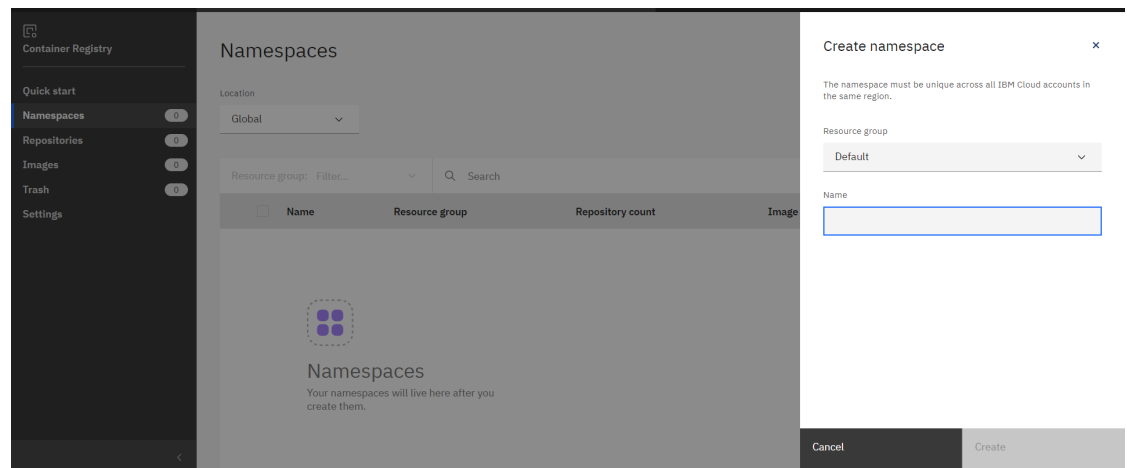 Container Registry
Quick start
Namespaces 0
Repositories 0
Images 0
Trash 0
Settings
Namespaces
Location
Global
Resource group: Filter...
Search
Name Resource group Repository count Image
Namespaces
Your namespaces will live here after you
create them.
Create namespace
The namespace must be unique across all IBM Cloud accounts in
the same region.
Resource group
Default
Name
Cancel Create